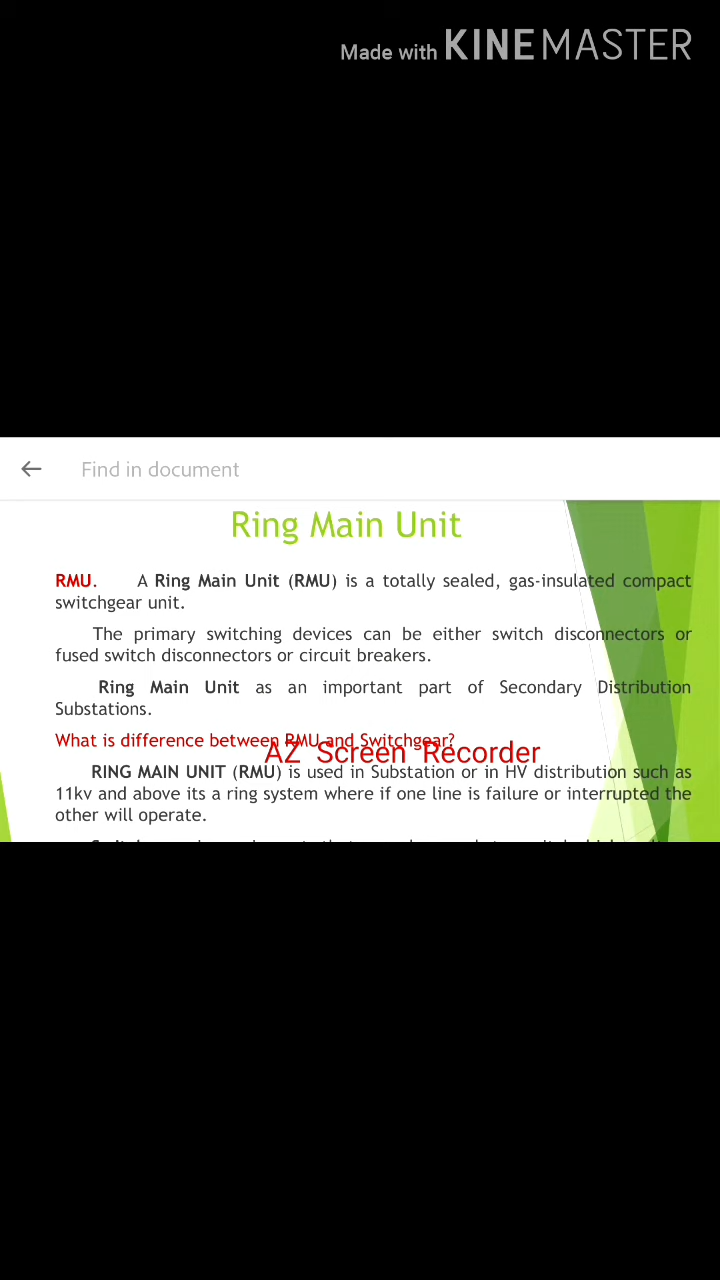 Made with KINEMASTER
Find in document
Ring Main Unit
RMU. A Ring Main Unit (RMU) is a totally sealed, gas-insulated compact
switchgear unit.
The primary switching devices can be either switch disconnectors or
fused switch disconnectors or circuit breakers.
Ring Main Unit as an important part of Secondary Distribution
Substations.
What is difference between RMU and Switchgear?
AZ Screen Recorder
RING MAIN UNIT (RMU) is used in Substation or in HV distribution such as
11kv and above its a ring system where if one line is failure or interrupted the
other will operate.